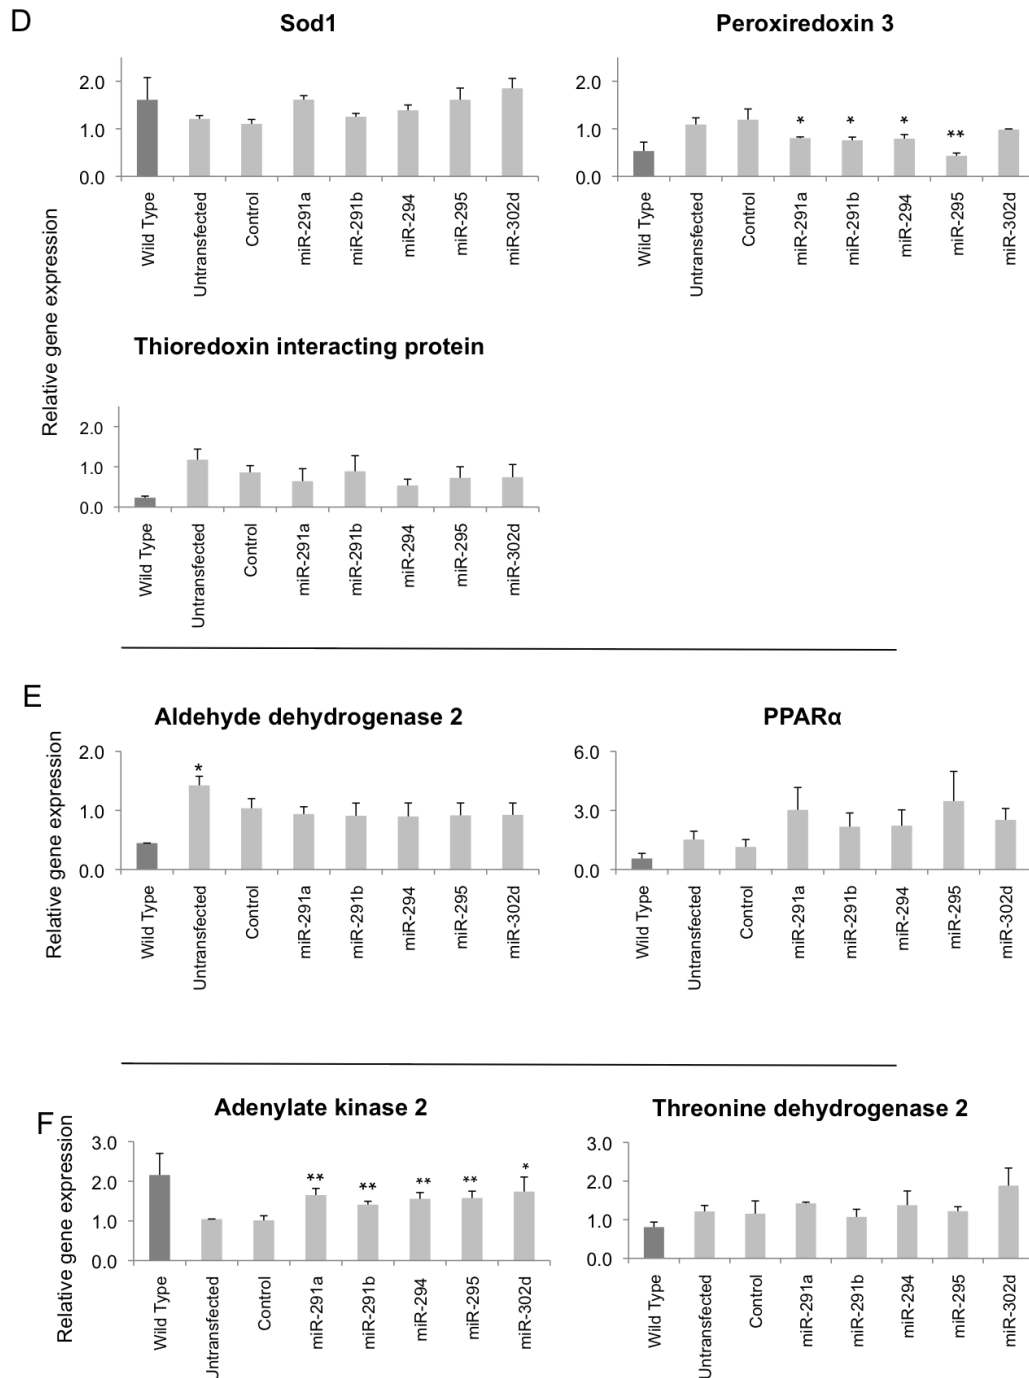 D
Sod1
Peroxiredoxin 3
Relative gene expression
2.0
1.0
0.0
Wild Type
Untransfected
Control
miR-291a
miR-291b
miR-294
miR-295
miR-302d
2.0
1.0
0.0
*
*
*
**
Wild Type
Untransfected
Control
miR-291a
miR-291b
miR-294
miR-295
miR-302d
Thioredoxin interacting protein
2.0
1.0
0.0
Wild Type
Untransfected
Control
miR-291a
miR-291b
miR-294
miR-295
miR-302d
E
Aldehyde dehydrogenase 2
PPARα
Relative gene expression
2.0
1.0
0.0
*
Wild Type
Untransfected
Control
miR-291a
miR-291b
miR-294
miR-295
miR-302d
6.0
3.0
0.0
Wild Type
Untransfected
Control
miR-291a
miR-291b
miR-294
miR-295
miR-302d
F
Adenylate kinase 2
Threonine dehydrogenase 2
Relative gene expression
3.0
2.0
1.0
0.0
**
**
**
**
*
Wild Type
Untransfected
Control
miR-291a
miR-291b
miR-294
miR-295
miR-302d
3.0
2.0
1.0
0.0
Wild Type
Untransfected
Control
miR-291a
miR-291b
miR-294
miR-295
miR-302d